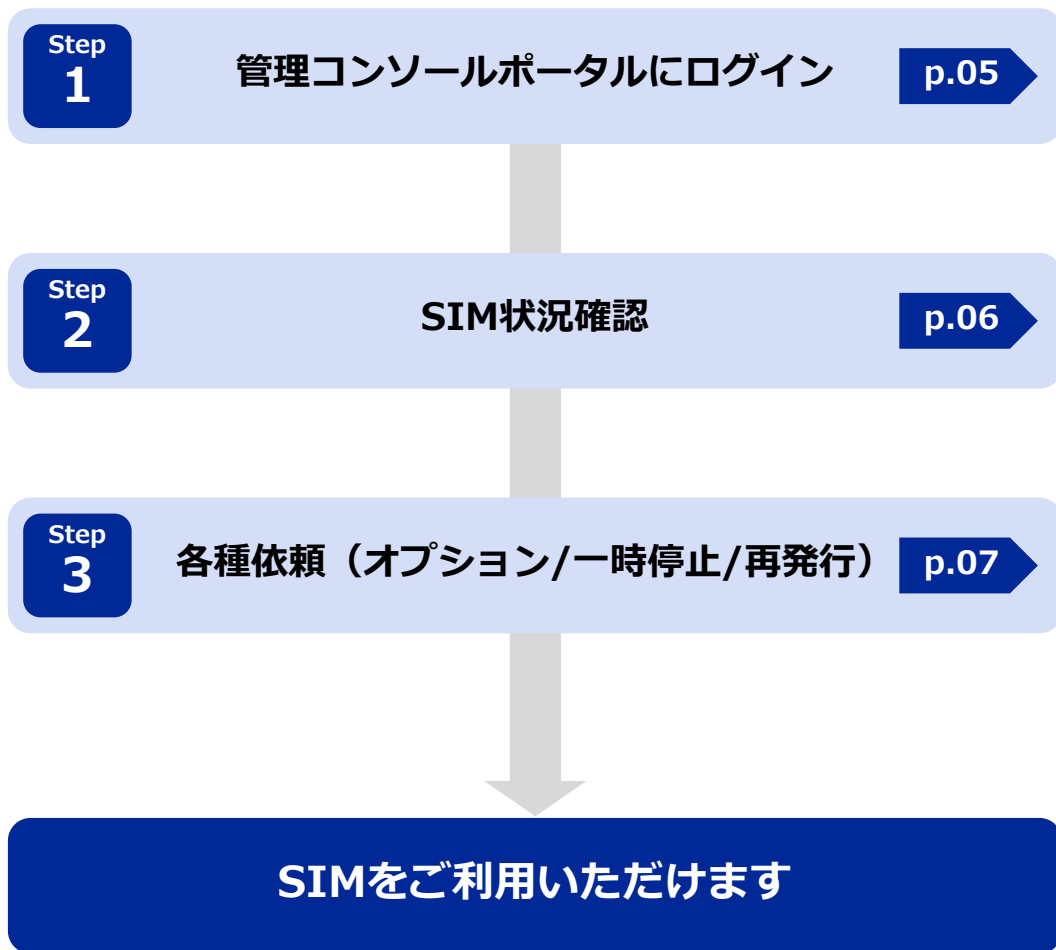 Step
1
管理コンソールポータルにログイン
p.05
Step
2
SIM状況確認
p.06
Step
3
各種依頼（オプション/一時停止/再発行）
p.07
SIMをご利用いただけます